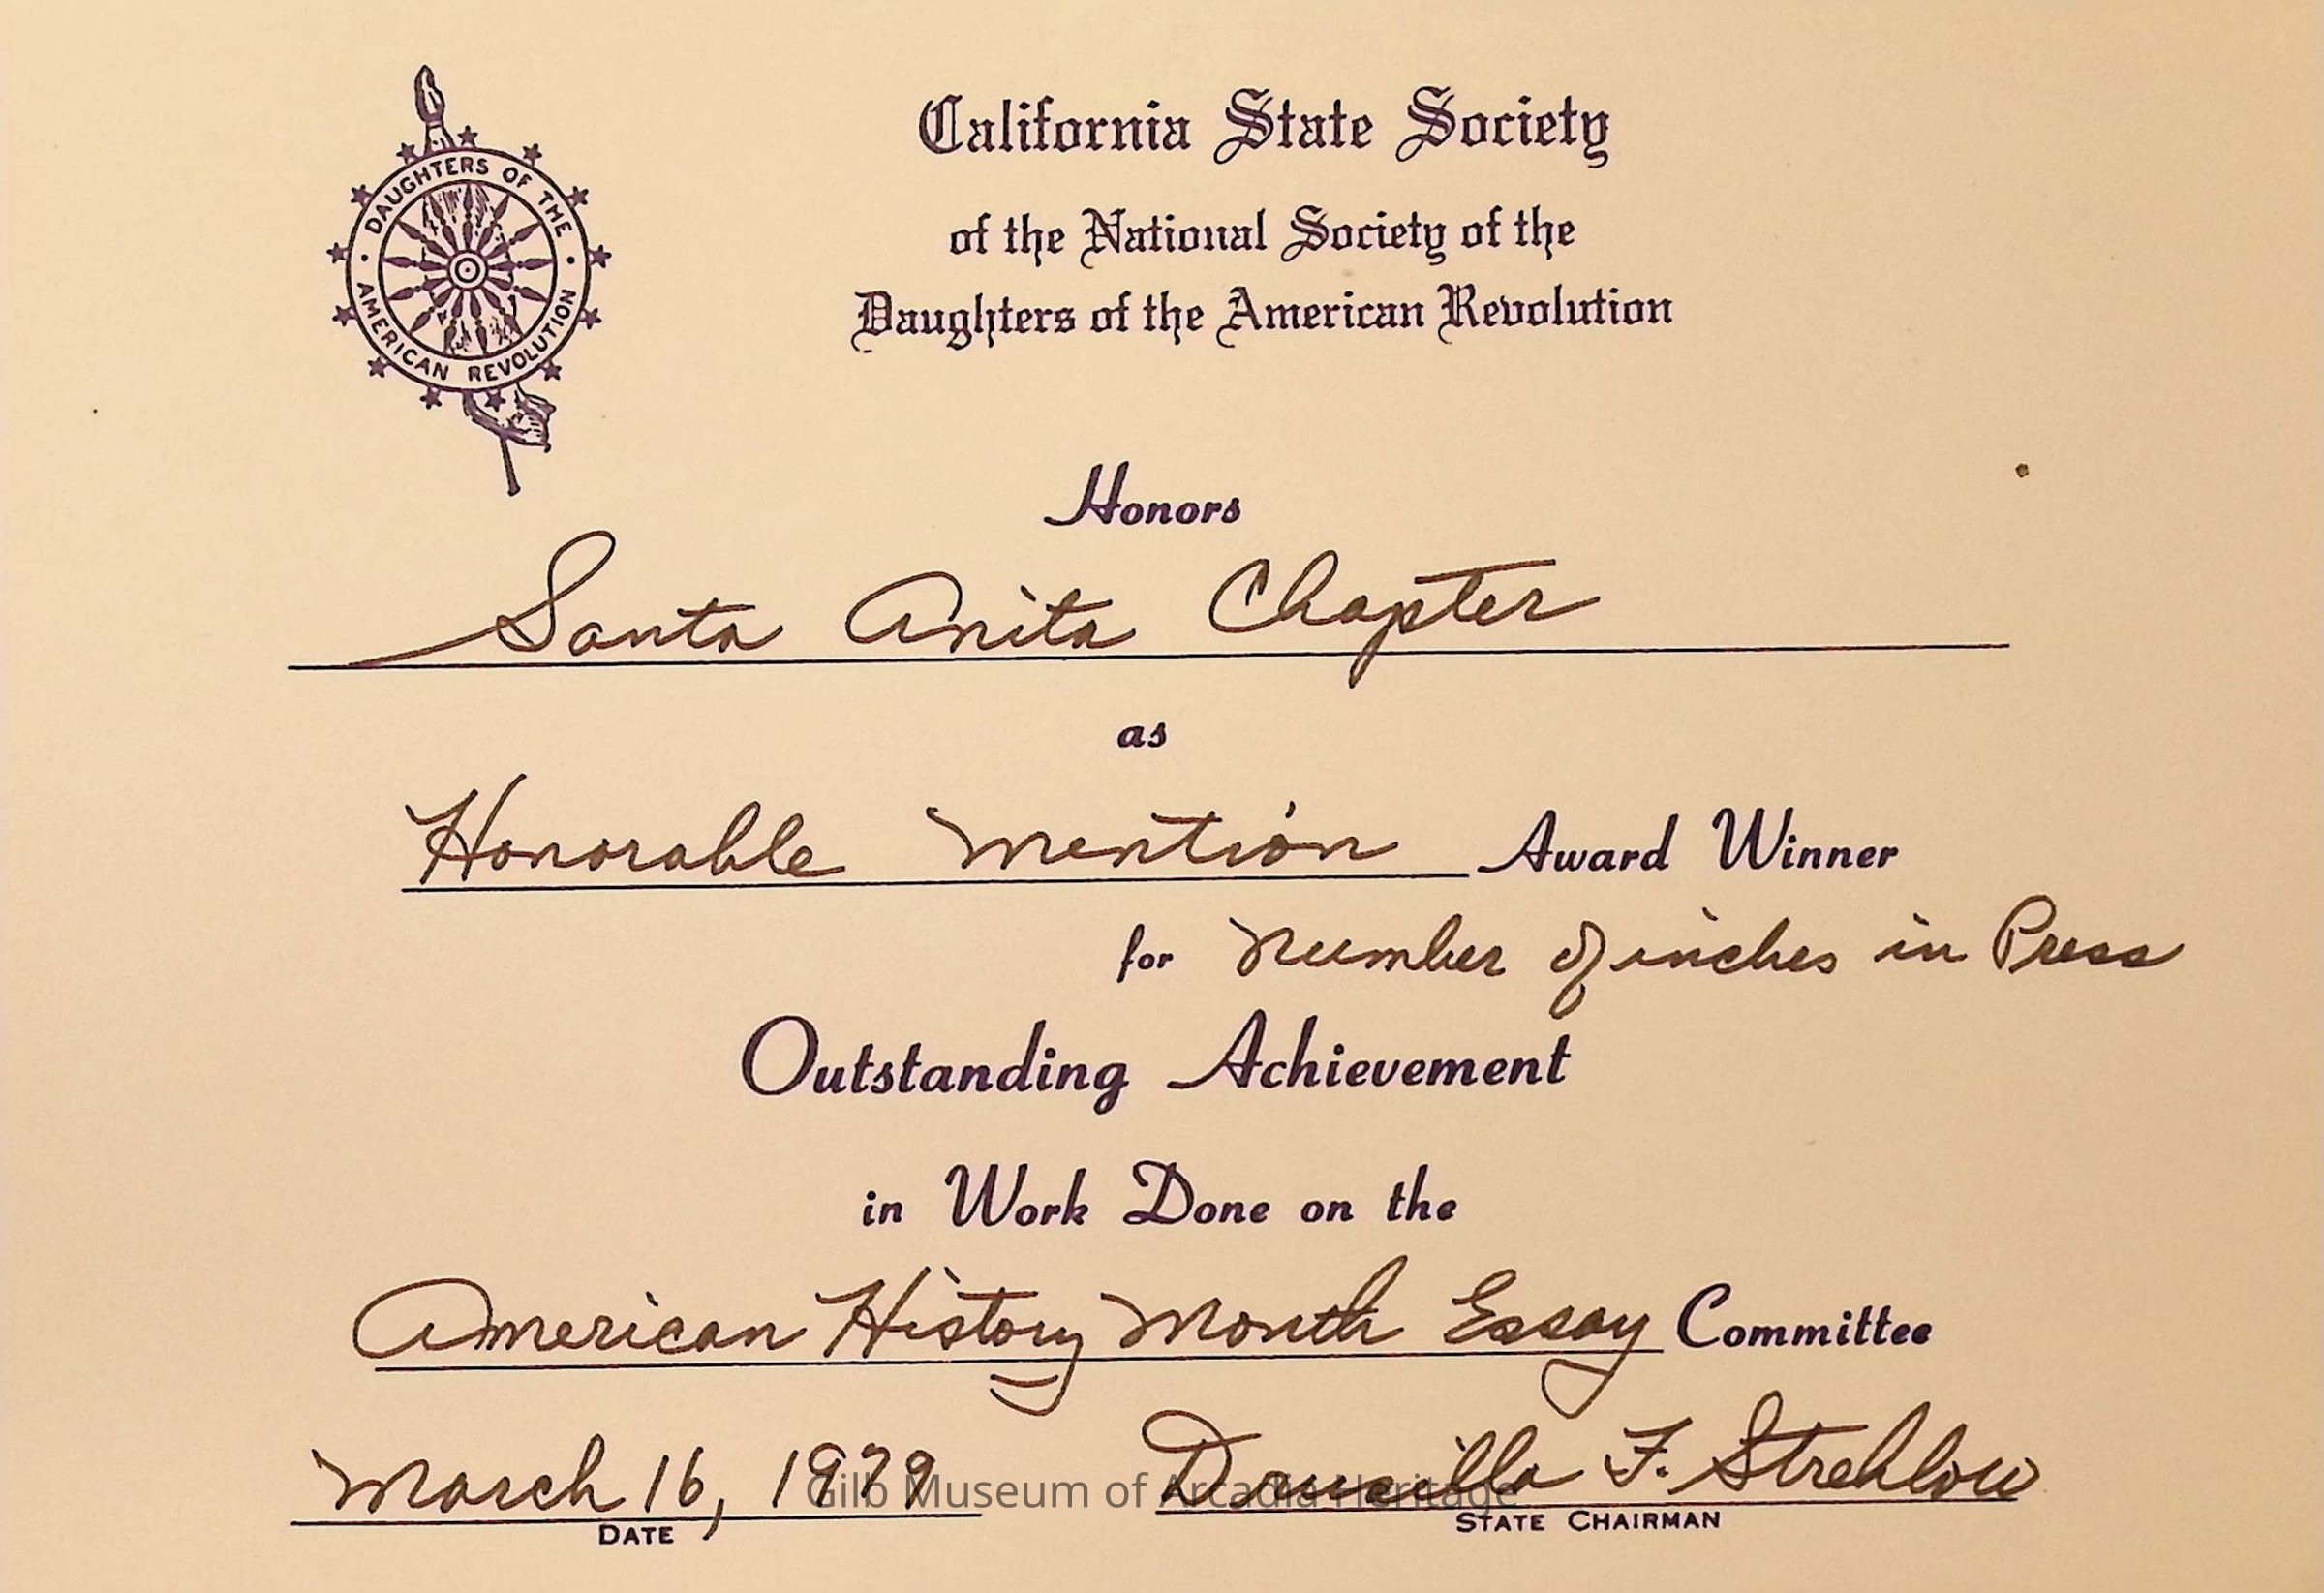 DAUGHTERS OF THE
AMERICAN REVOLUTION
California State Society
of the National Society of the
Daughters of the American Revolution
Honors
Santa Anita Chapter
as
Honorable Mention Award Winner
for Number of inches in Press
Outstanding Achievement
in Work Done on the
American History Month Essay Committee
March 16, 1979 Druscilla F. Strehlow
Gilb Museum of Arcadia Heritage
DATE STATE CHAIRMAN